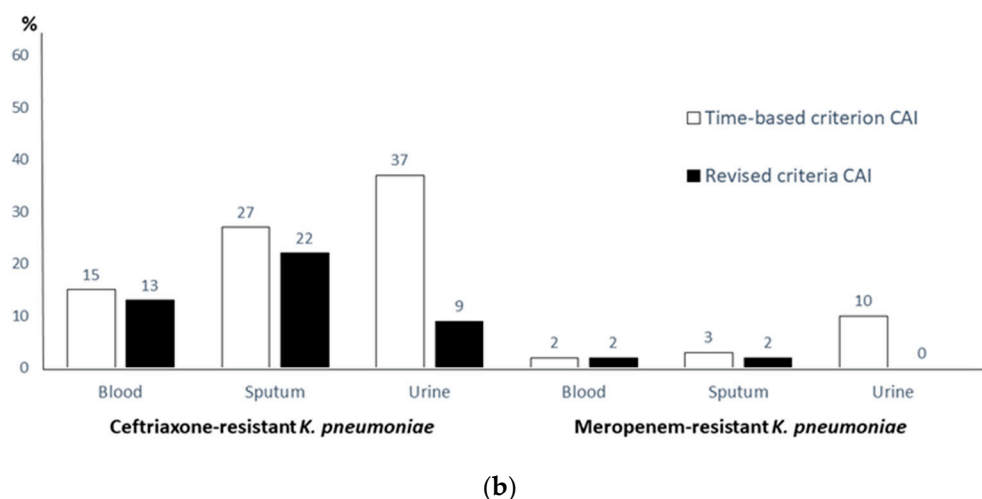 %
60
50
40
30
20
10
0
Time-based criterion CAI
Revised criteria CAI
15 13 27 22 37 9 2 2 3 2 10 0
Blood Sputum Urine Blood Sputum Urine
Ceftriaxone-resistant K. pneumoniae Meropenem-resistant K. pneumoniae
(b)